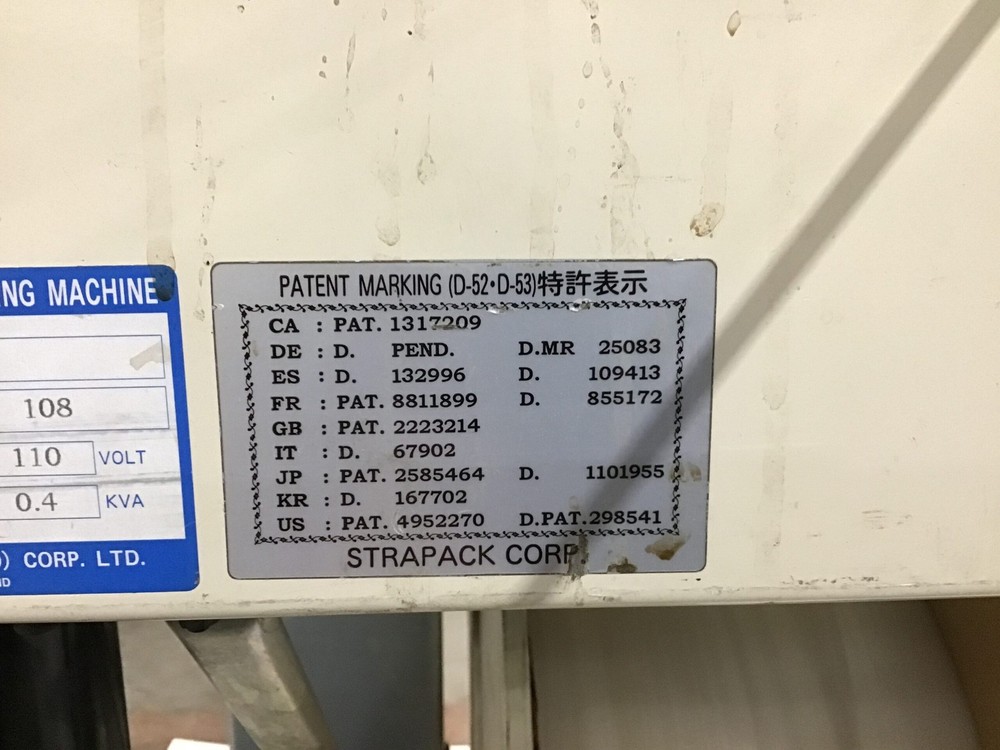 NG MACHINE
108
110 VOLT
0.4 KVA
) CORP. LTD.
PATENT MARKING (D-52・D-53)特許表示
CA : PAT. 1317209
DE : D. PEND. D.MR 25083
ES : D. 132996 D. 109413
FR : PAT. 8811899 D. 855172
GB : PAT. 2223214
IT : D. 67902
JP : PAT. 2585464 D. 1101955
KR : D. 167702
US : PAT. 4952270 D.PAT.298541
STRAPACK CORP.